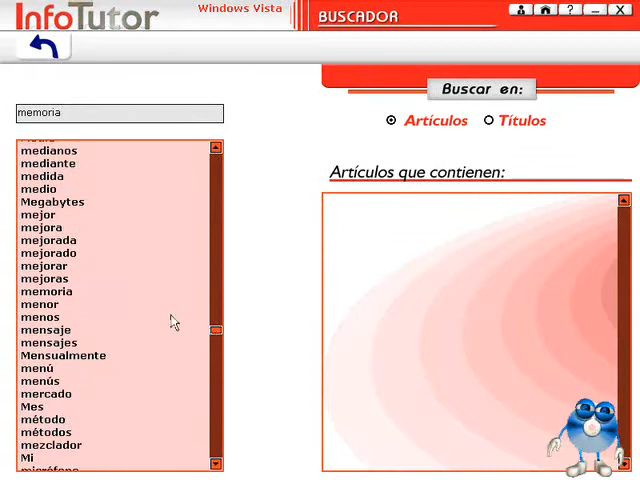 InfoTutor
Windows Vista
BUSCADOR
?
X
Buscar en:
memoria
Artículos
Títulos
medianos
mediante
medida
medio
Megabytes
mejor
mejora
mejorada
mejorado
mejorar
mejoras
memoria
menor
menos
mensaje
mensajes
Mensualmente
menú
menús
mercado
Mes
método
métodos
mezclador
Mi
micrófono
Artículos que contienen: